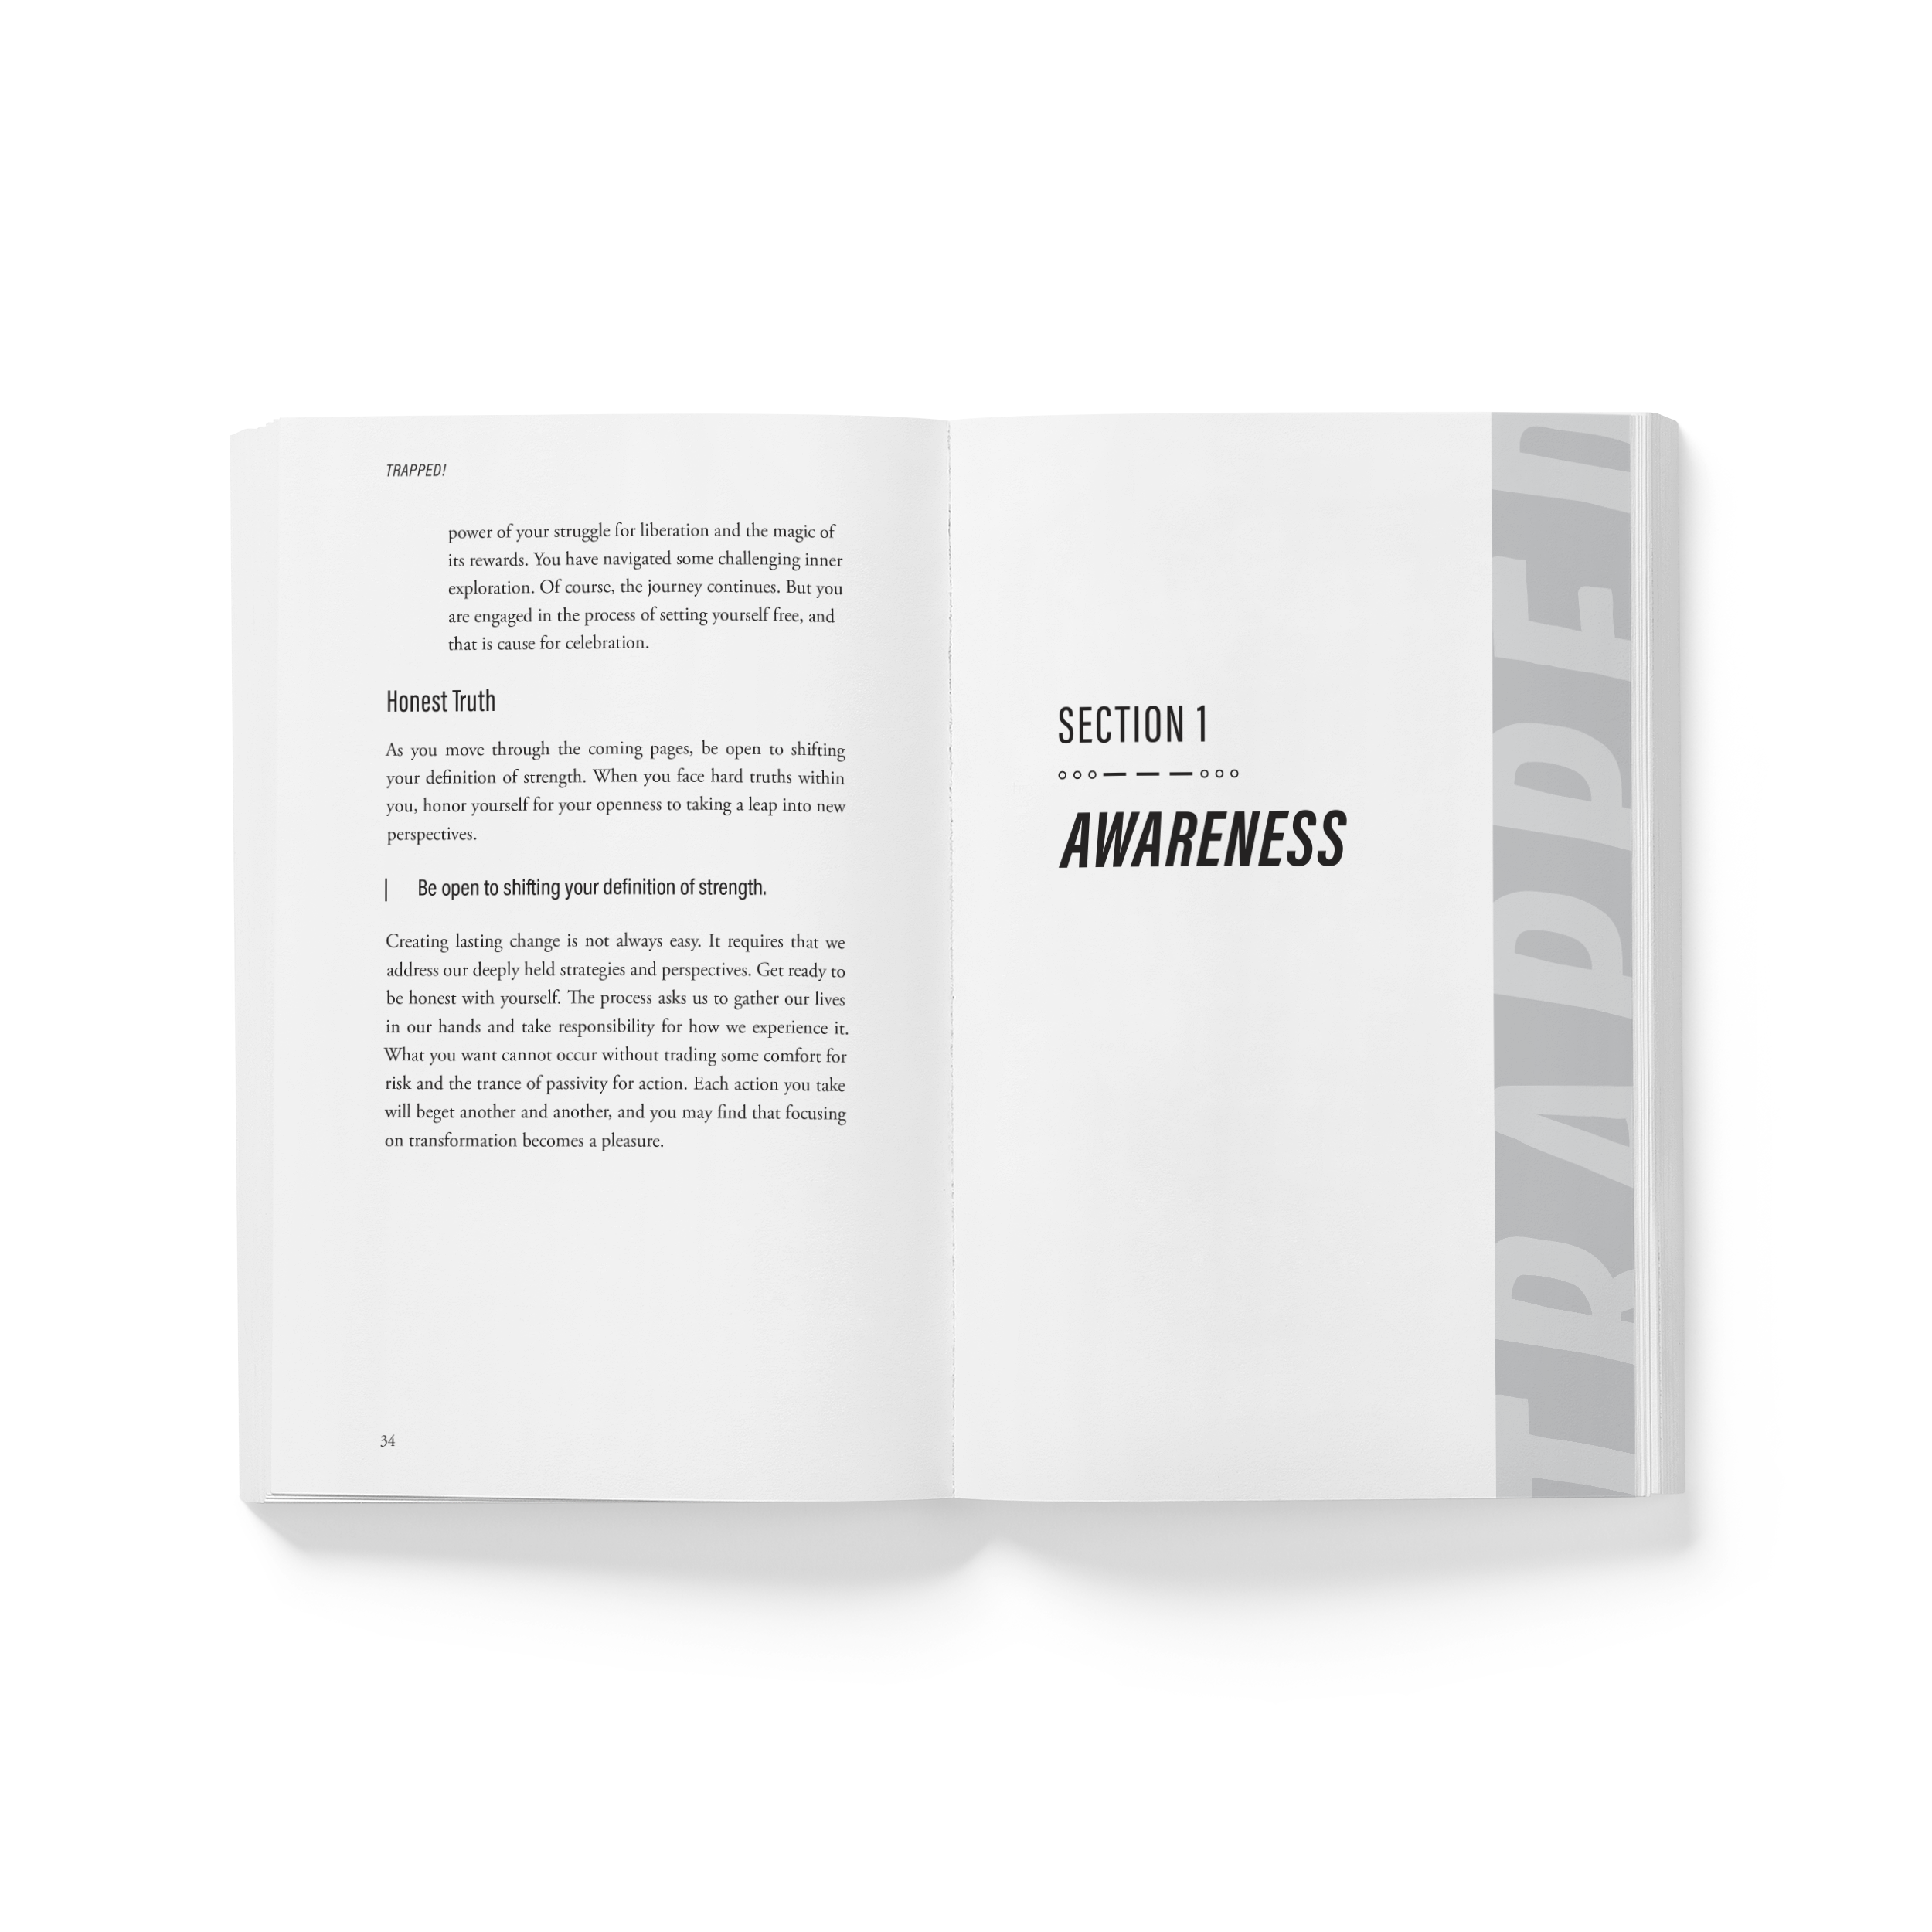 TRAPPED!
power of your struggle for liberation and the magic of
its rewards. You have navigated some challenging inner
exploration. Of course, the journey continues. But you
are engaged in the process of setting yourself free, and
that is cause for celebration.
Honest Truth
As you move through the coming pages, be open to shifting
your definition of strength. When you face hard truths within
you, honor yourself for your openness to taking a leap into new
perspectives.
Be open to shifting your definition of strength.
Creating lasting change is not always easy. It requires that we
address our deeply held strategies and perspectives. Get ready to
be honest with yourself. The process asks us to gather our lives
in our hands and take responsibility for how we experience it.
What you want cannot occur without trading some comfort for
risk and the trance of passivity for action. Each action you take
will beget another and another, and you may find that focusing
on transformation becomes a pleasure.
34
SECTION 1
AWARENESS
TRAPPED